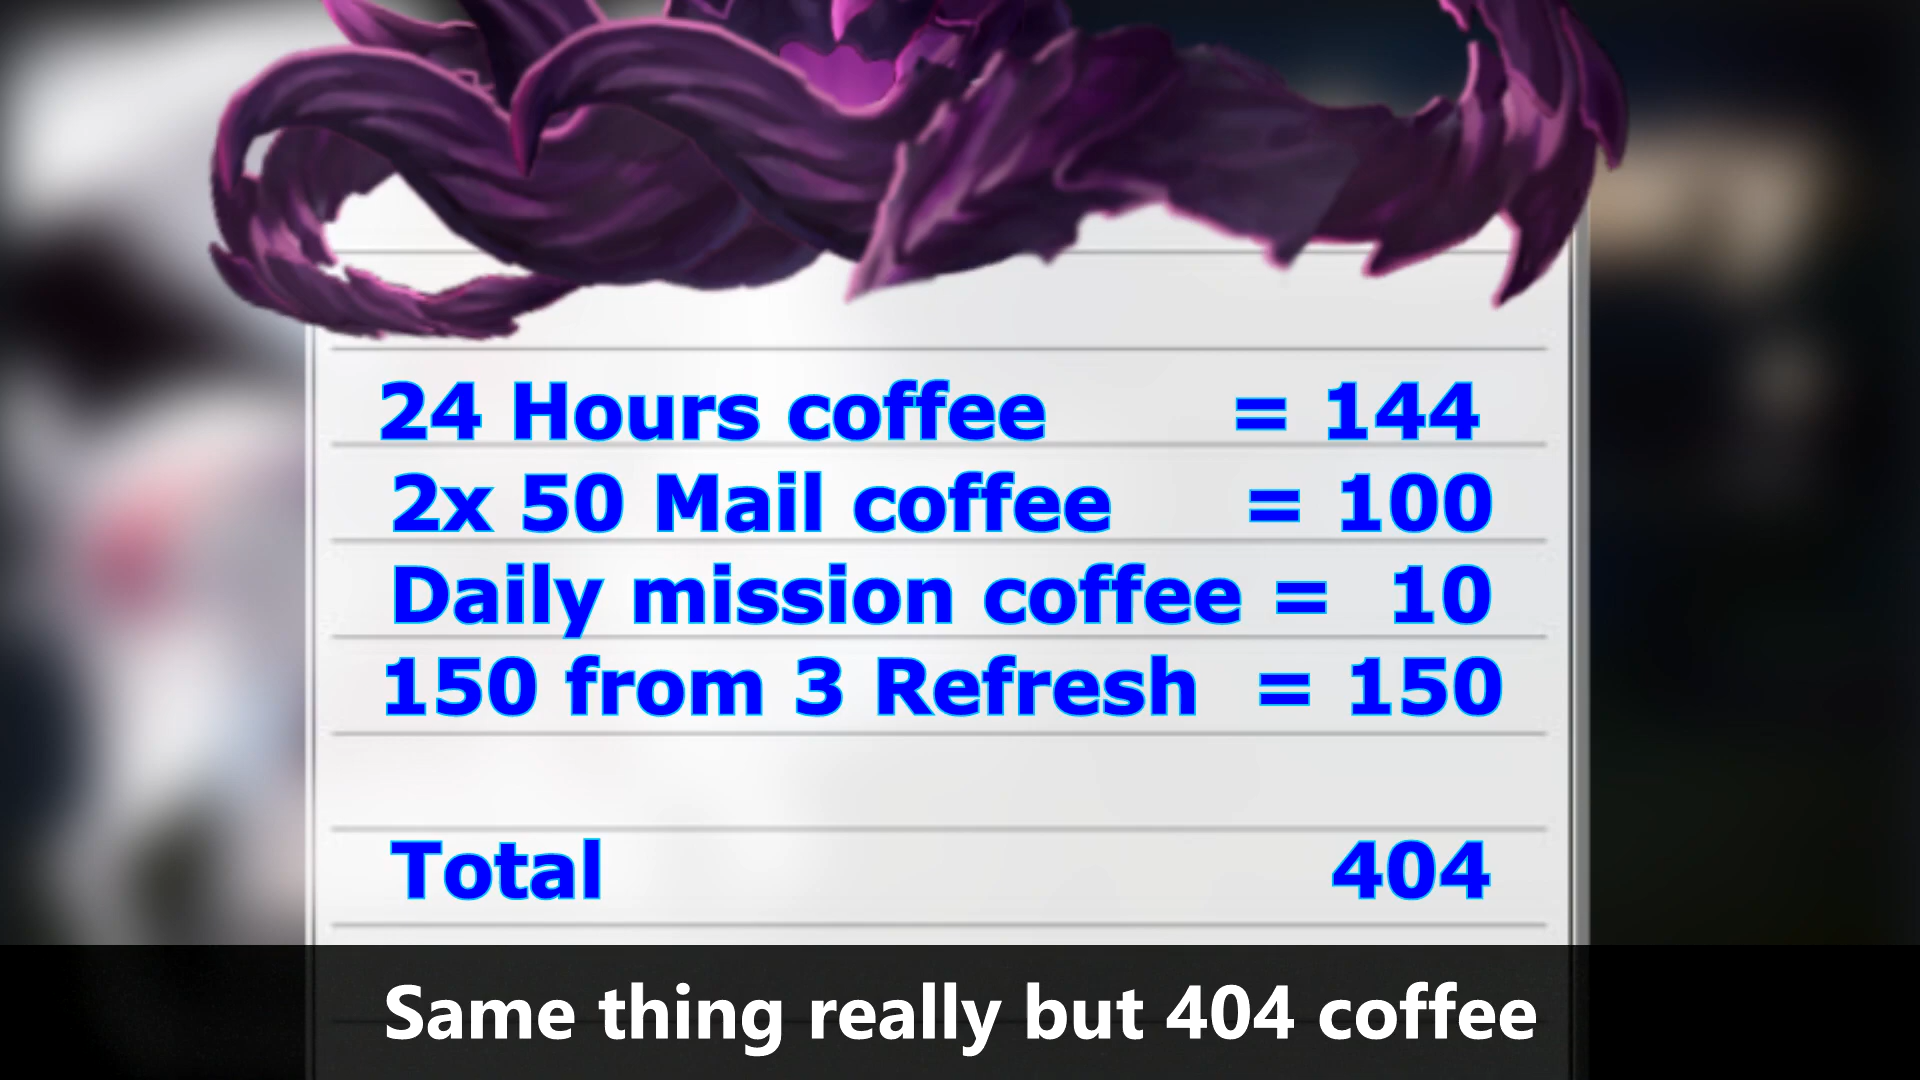 24 Hours coffee = 144
2x 50 Mail coffee = 100
Daily mission coffee = 10
150 from 3 Refresh = 150
Total 404
Same thing really but 404 coffee